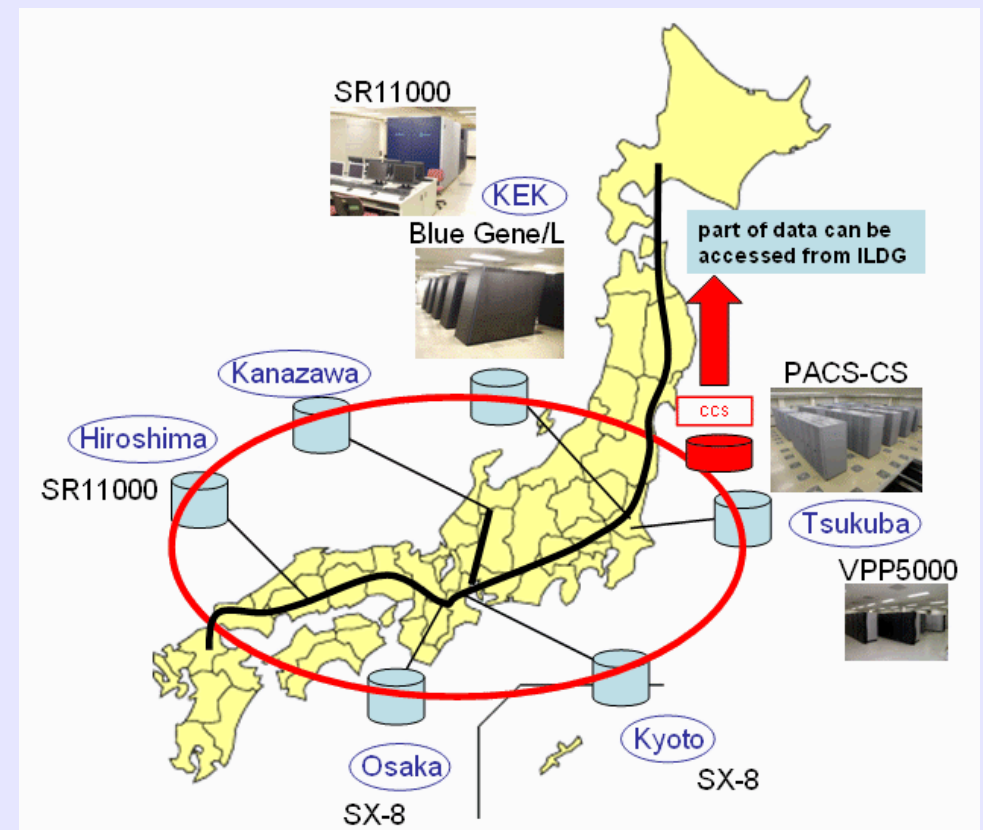 SR11000
KEK
Blue Gene/L
part of data can be
accessed from ILDG
Kanazawa
PACS-CS
CCS
Hiroshima
SR11000
Tsukuba
VPP5000
Kyoto
Osaka
SX-8
SX-8